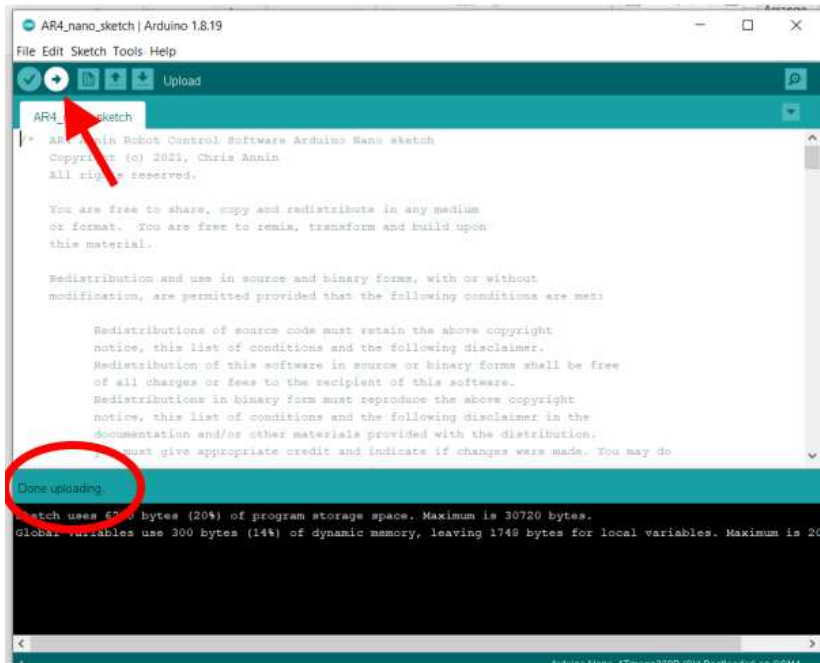 AR4_nano_sketch | Arduino 1.8.19
File Edit Sketch Tools Help
Upload
sketch
Annin Robot Control Software Arduino Nano sketch
Copyright (c) 2021, Chris Annin
All rights reserved.
You are free to share, copy and redistribute in any medium
or format. You are free to remix, transform and build upon
this material.
Redistribution and use in source and binary forms, with or without
modification, are permitted provided that the following conditions are met:
Redistributions of source code must retain the above copyright
notice, this list of conditions and the following disclaimer.
Redistribution of this software in source or binary forms shall be free
of all charges or fees to the recipient of this software.
Redistributions in binary form must reproduce the above copyright
notice, this list of conditions and the following disclaimer in the
documentation and/or other materials provided with the distribution.
must give appropriate credit and indicate if changes were made. You may do
Done uploading.
Sketch uses bytes (20%) of program storage space. Maximum is 30720 bytes.
Global variables use 300 bytes (14%) of dynamic memory, leaving 1748 bytes for local variables. Maximum is 20